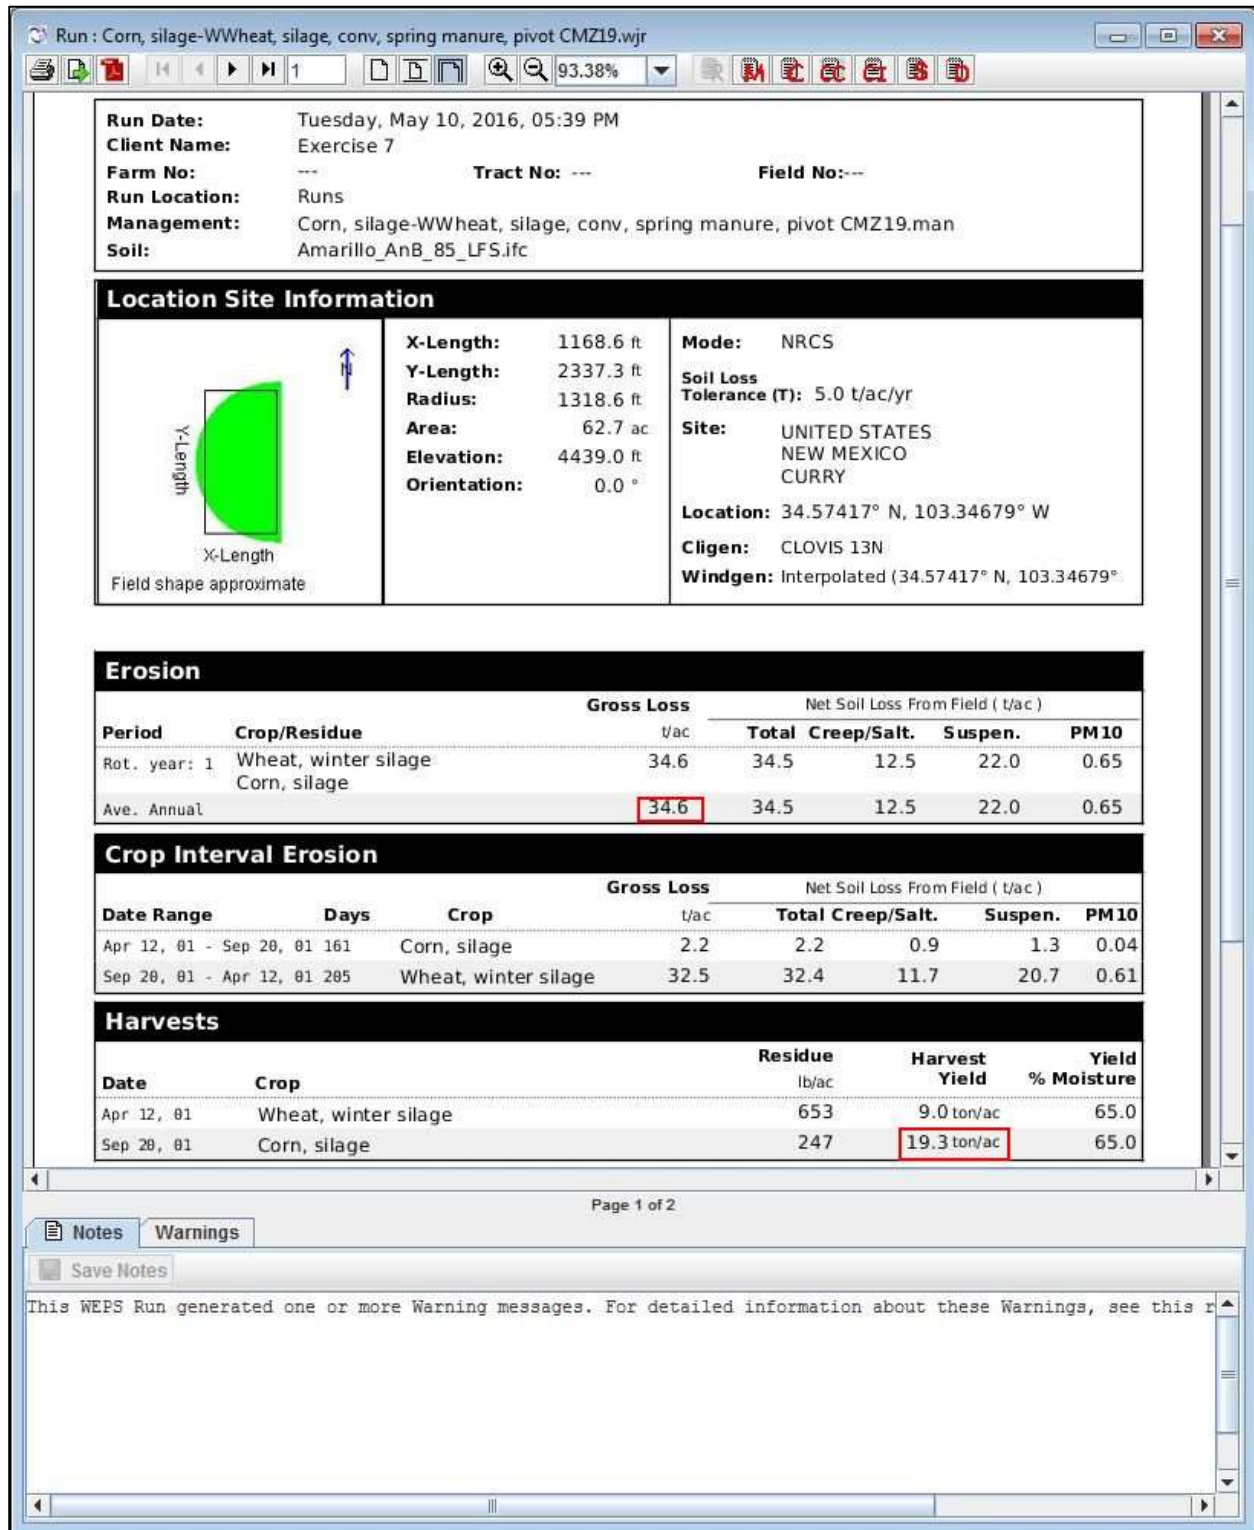 Run : Corn, silage-WWheat, silage, conv, spring manure, pivot CMZ19.wjr
1 93.38% R M C CC CI S D
Run Date: Tuesday, May 10, 2016, 05:39 PM
Client Name: Exercise 7
Farm No: --- Tract No: --- Field No:---
Run Location: Runs
Management: Corn, silage-WWheat, silage, conv, spring manure, pivot CMZ19.man
Soil: Amarillo_AnB_85_LFS.ifc
Location Site Information
N
Y-Length
X-Length
Field shape approximate
X-Length: 1168.6 ft
Y-Length: 2337.3 ft
Radius: 1318.6 ft
Area: 62.7 ac
Elevation: 4439.0 ft
Orientation: 0.0 °
Mode: NRCS
Soil Loss
Tolerance (T): 5.0 t/ac/yr
Site: UNITED STATES
NEW MEXICO
CURRY
Location: 34.57417° N, 103.34679° W
Cligen: CLOVIS 13N
Windgen: Interpolated (34.57417° N, 103.34679°
Erosion
Gross Loss Net Soil Loss From Field ( t/ac )
Period Crop/Residue t/ac Total Creep/Salt. Suspen. PM10
Rot. year: 1 Wheat, winter silage 34.6 34.5 12.5 22.0 0.65
Corn, silage
Ave. Annual 34.6 34.5 12.5 22.0 0.65
Crop Interval Erosion
Gross Loss Net Soil Loss From Field ( t/ac )
Date Range Days Crop t/ac Total Creep/Salt. Suspen. PM10
Apr 12, 01 - Sep 20, 01 161 Corn, silage 2.2 2.2 0.9 1.3 0.04
Sep 20, 01 - Apr 12, 01 205 Wheat, winter silage 32.5 32.4 11.7 20.7 0.61
Harvests
Residue Harvest Yield
Date Crop lb/ac Yield % Moisture
Apr 12, 01 Wheat, winter silage 653 9.0 ton/ac 65.0
Sep 20, 01 Corn, silage 247 19.3 ton/ac 65.0
Page 1 of 2
Notes Warnings
Save Notes
This WEPS Run generated one or more Warning messages. For detailed information about these Warnings, see this r